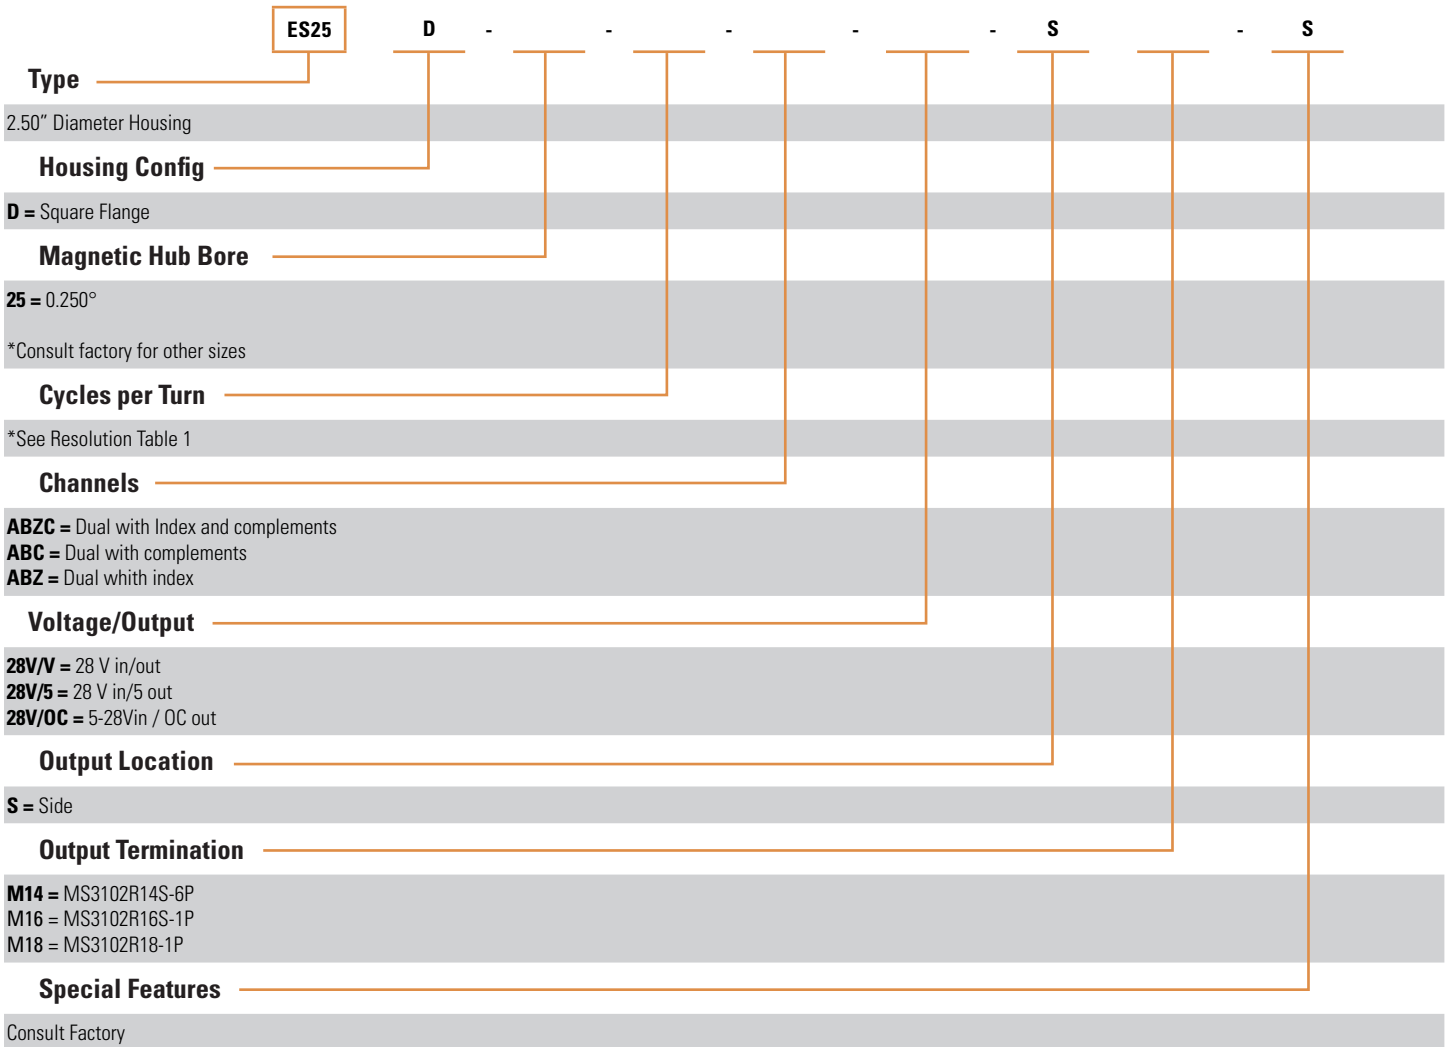 ES25 D - - - - - S - S
Type
2.50” Diameter Housing
Housing Config
D = Square Flange
Magnetic Hub Bore
25 = 0.250°
*Consult factory for other sizes
Cycles per Turn
*See Resolution Table 1
Channels
ABZC = Dual with Index and complements
ABC = Dual with complements
ABZ = Dual whith index
Voltage/Output
28V/V = 28 V in/out
28V/5 = 28 V in/5 out
28V/OC = 5-28Vin / OC out
Output Location
S = Side
Output Termination
M14 = MS3102R14S-6P
M16 = MS3102R16S-1P
M18 = MS3102R18-1P
Special Features
Consult Factory